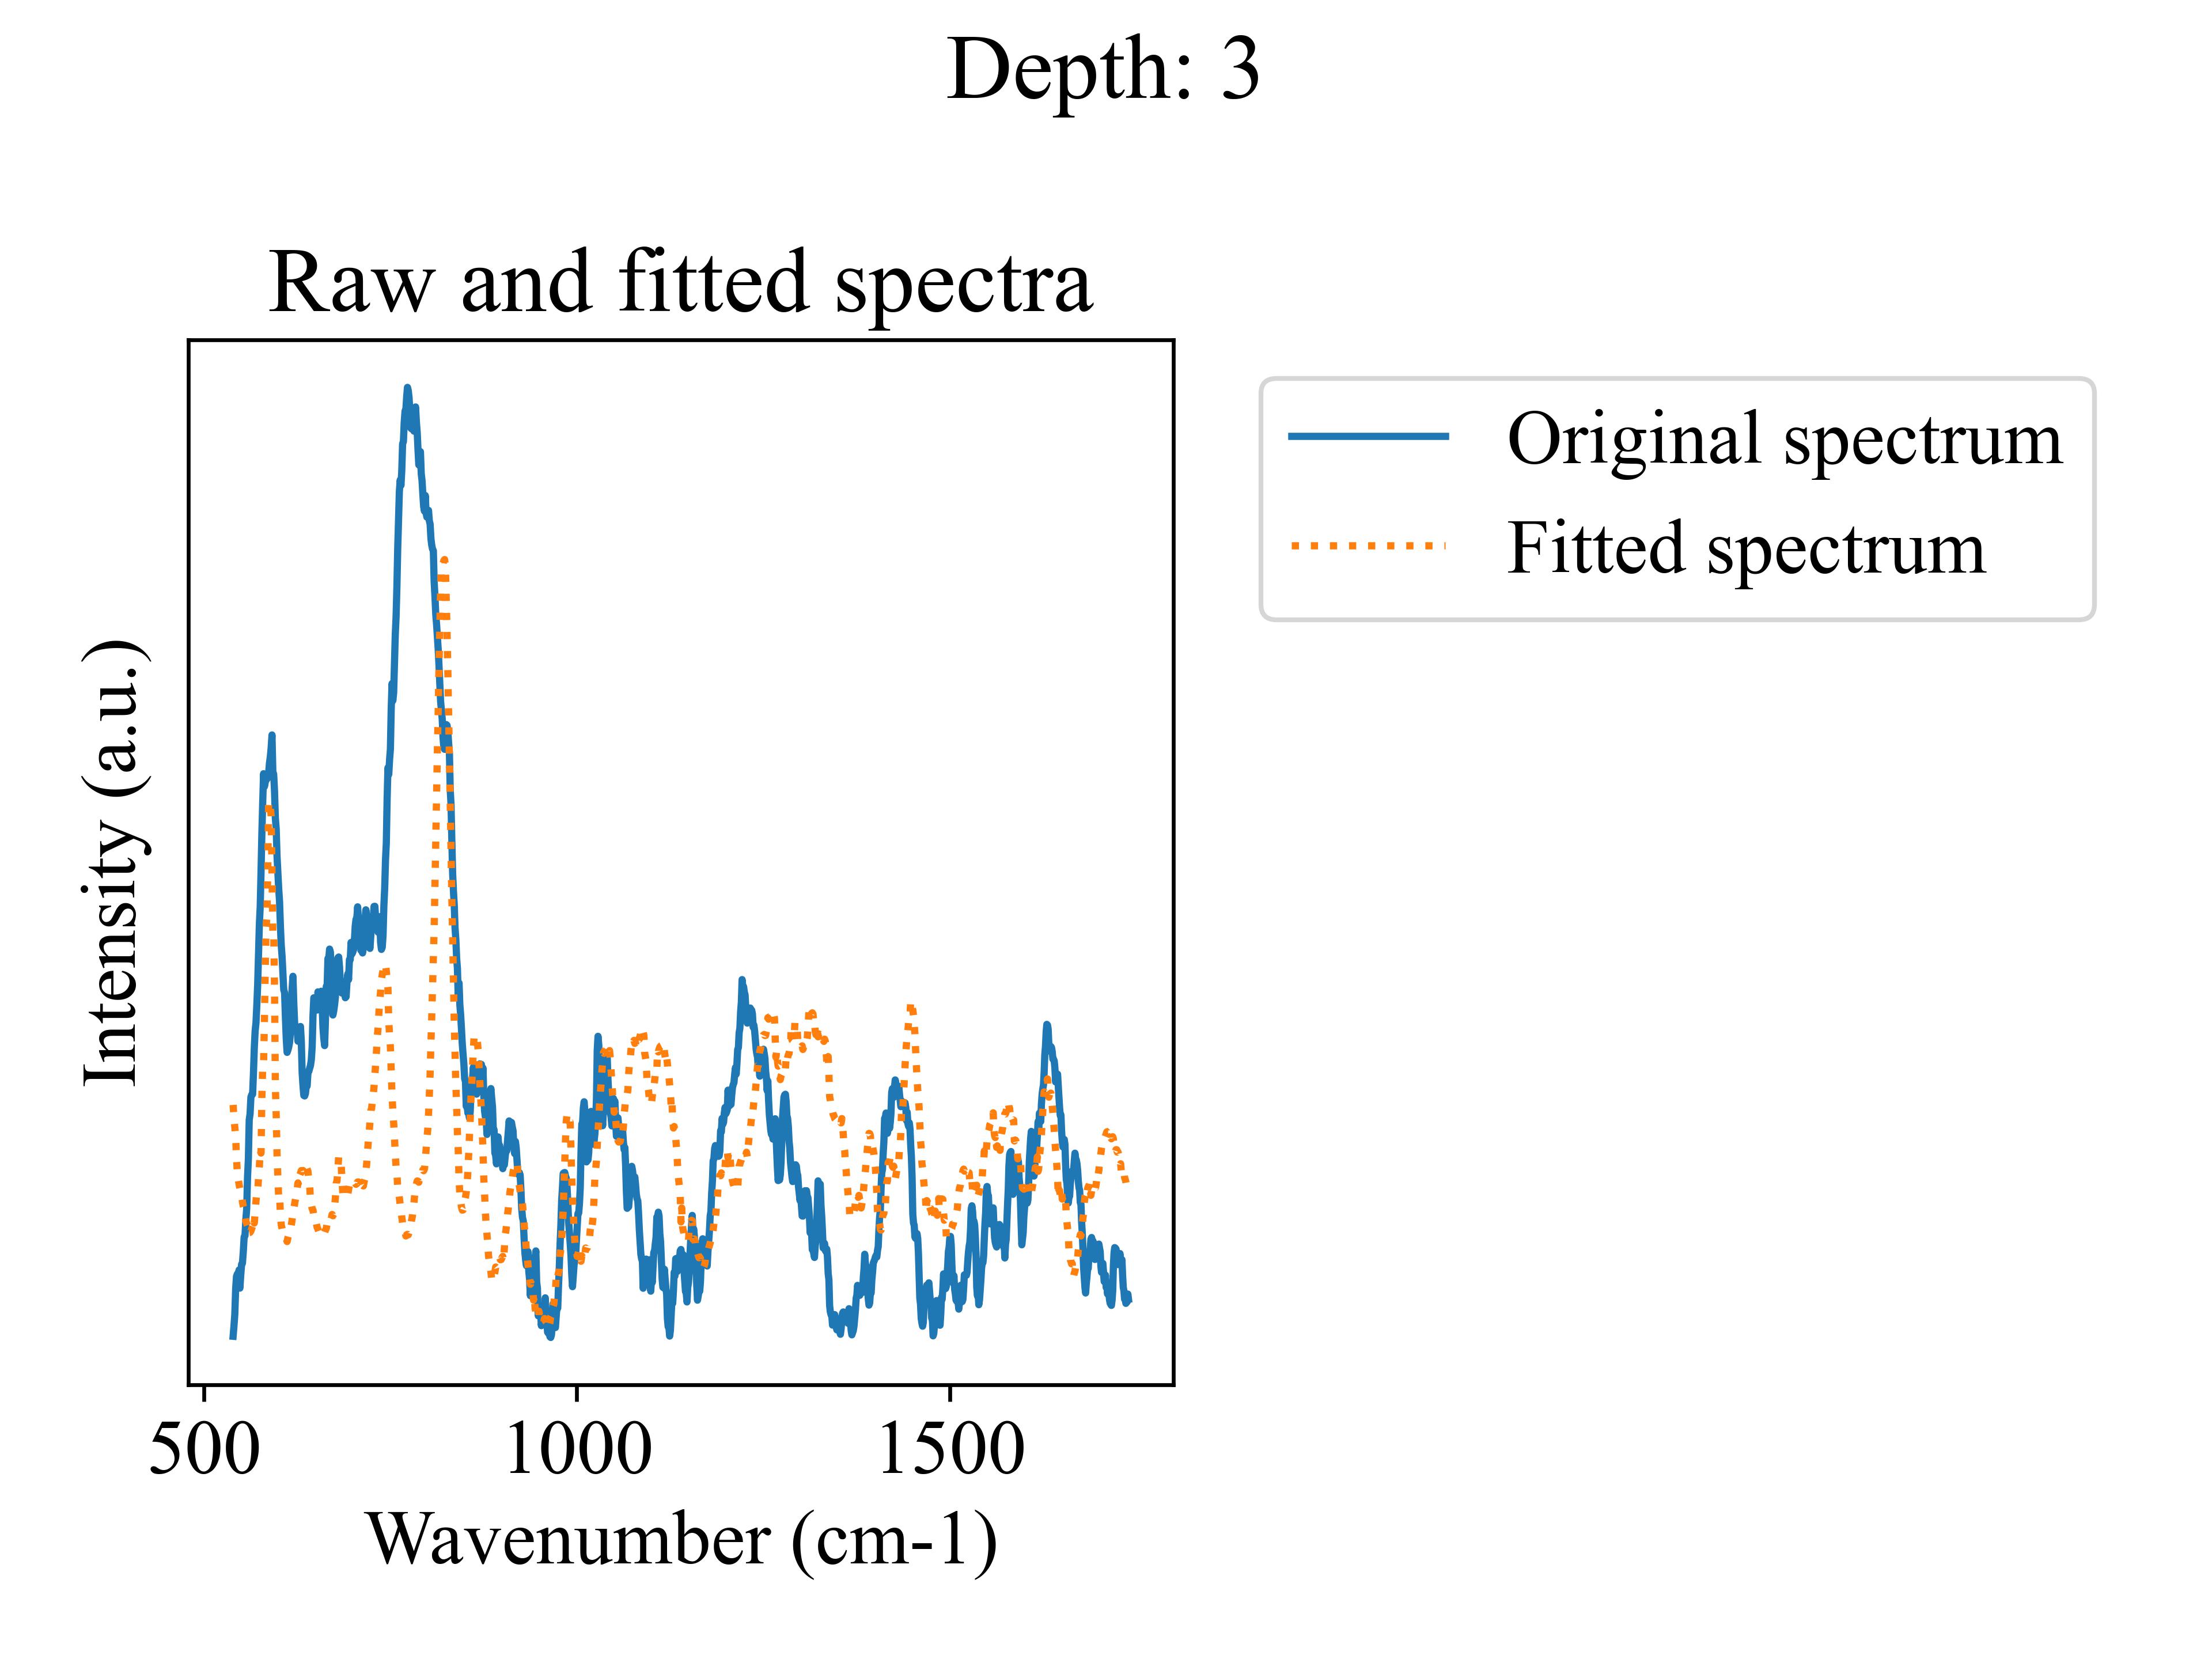 Depth: 3
Raw and fitted spectra
Original spectrum
Fitted spectrum
Intensity (a.u.)
500 1000 1500
Wavenumber (cm-1)